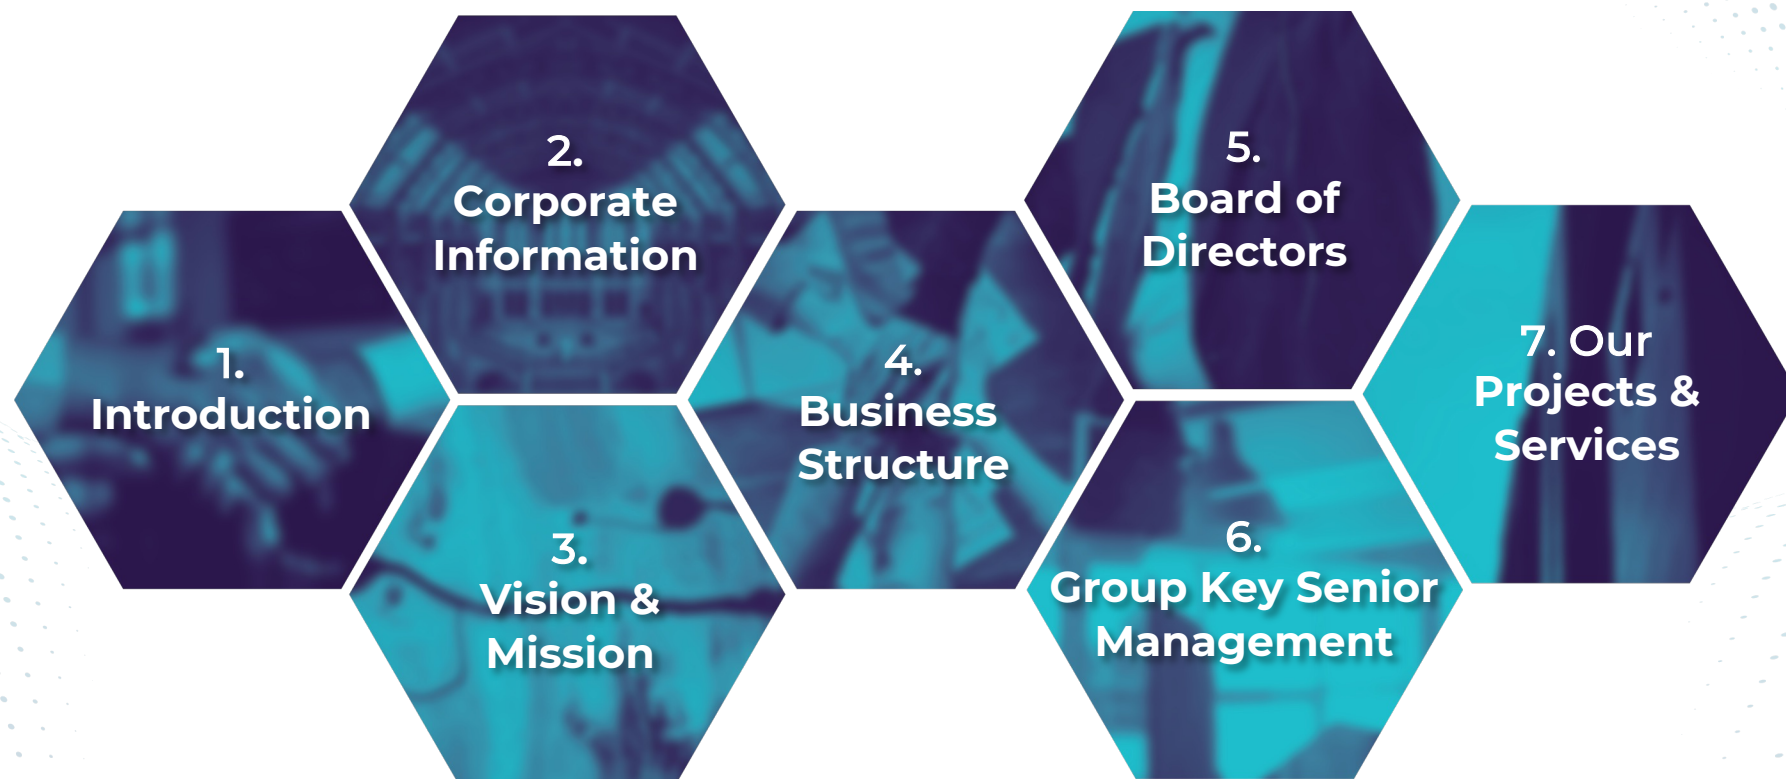 1.
Introduction
2.
Corporate
Information
3.
Vision &
Mission
4.
Business
Structure
5.
Board of
Directors
6.
Group Key Senior
Management
7. Our
Projects &
Services